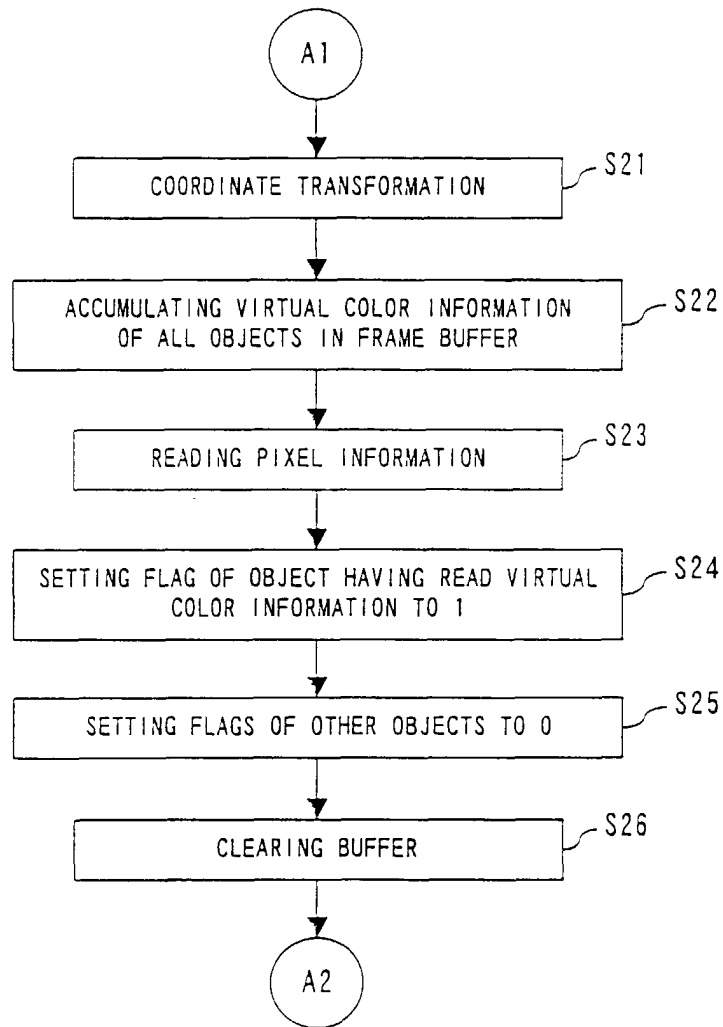 A1
COORDINATE TRANSFORMATION
S21
ACCUMULATING VIRTUAL COLOR INFORMATION
OF ALL OBJECTS IN FRAME BUFFER
S22
READING PIXEL INFORMATION
S23
SETTING FLAG OF OBJECT HAVING READ VIRTUAL
COLOR INFORMATION TO 1
S24
SETTING FLAGS OF OTHER OBJECTS TO 0
S25
CLEARING BUFFER
S26
A2